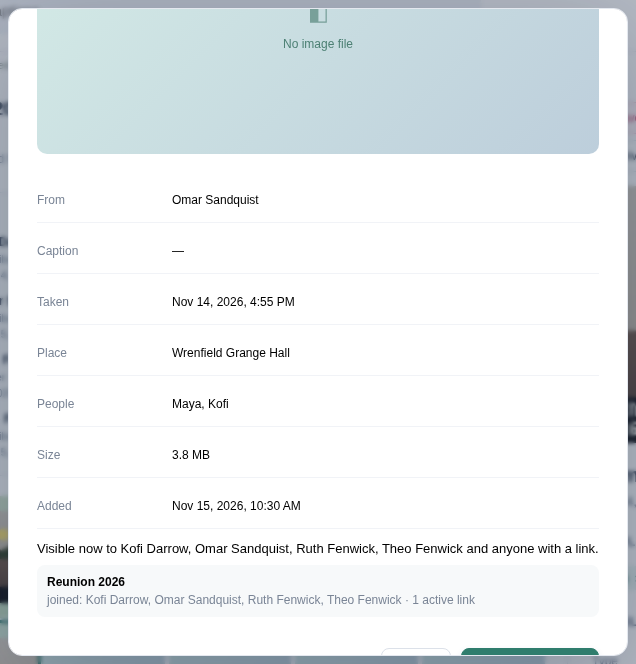 No image file
From Omar Sandquist
Caption —
Taken Nov 14, 2026, 4:55 PM
Place Wrenfield Grange Hall
People Maya, Kofi
Size 3.8 MB
Added Nov 15, 2026, 10:30 AM
Visible now to Kofi Darrow, Omar Sandquist, Ruth Fenwick, Theo Fenwick and anyone with a link.
Reunion 2026
joined: Kofi Darrow, Omar Sandquist, Ruth Fenwick, Theo Fenwick · 1 active link